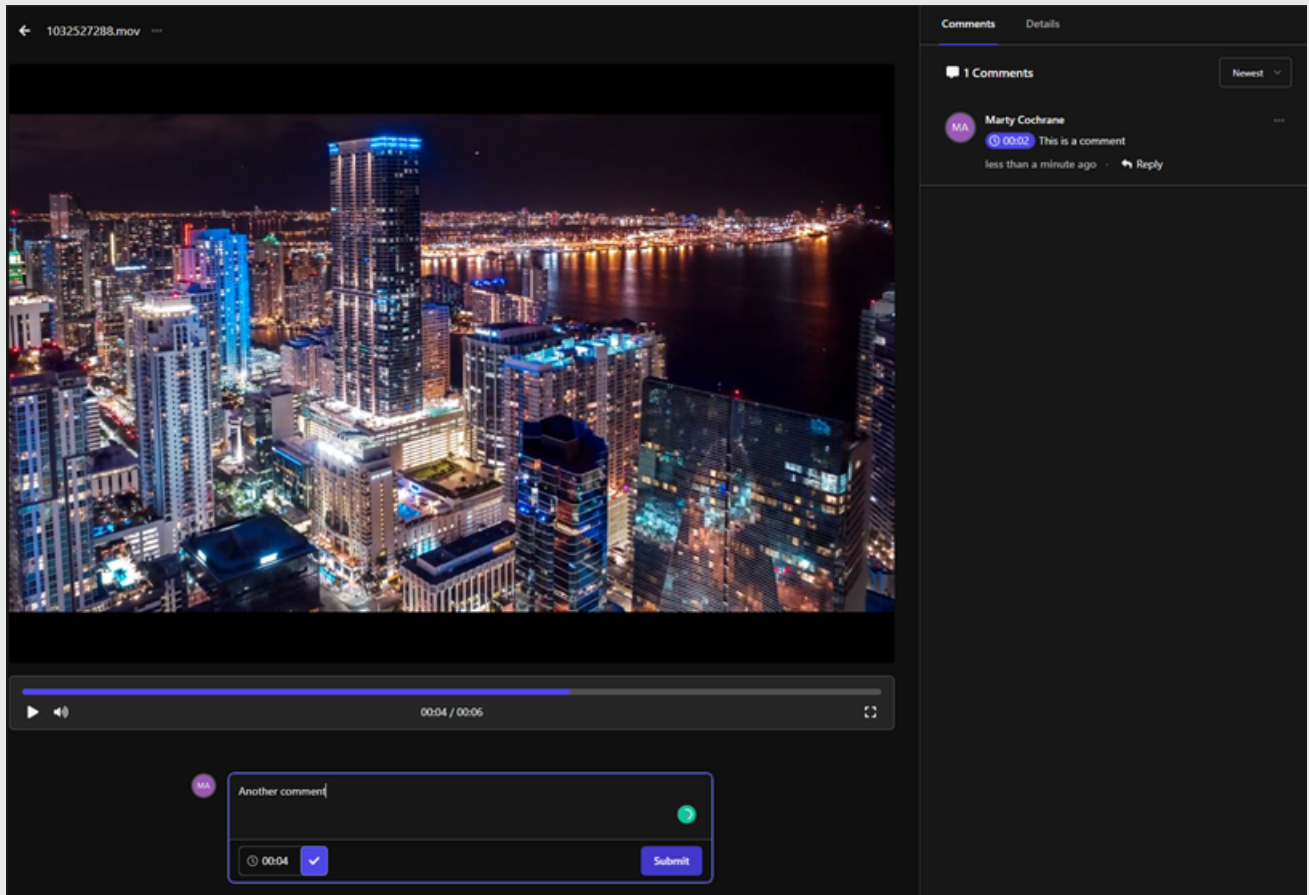 1032527288.mov ...
00:04 / 00:06
MA
Another comment
00:04
Submit
Comments Details
1 Comments
Newest
MA
Marty Cochrane ...
00:02 This is a comment
less than a minute ago · Reply